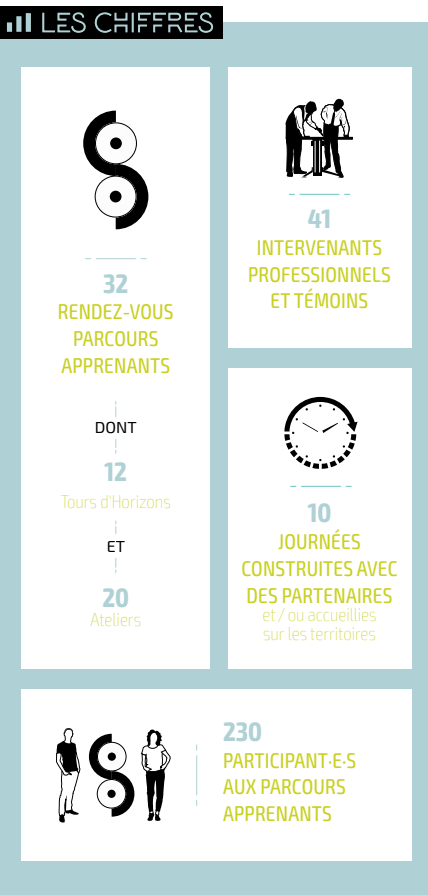 LES CHIFFRES
32
RENDEZ-VOUS
PARCOURS
APPRENANTS
DONT
12
Tours d'Horizons
ET
20
Ateliers
41
INTERVENANTS
PROFESSIONNELS
ET TÉMOINS
10
JOURNÉES
CONSTRUITES AVEC
DES PARTENAIRES
et / ou accueillies
sur les territoires
230
PARTICIPANT·E·S
AUX PARCOURS
APPRENANTS